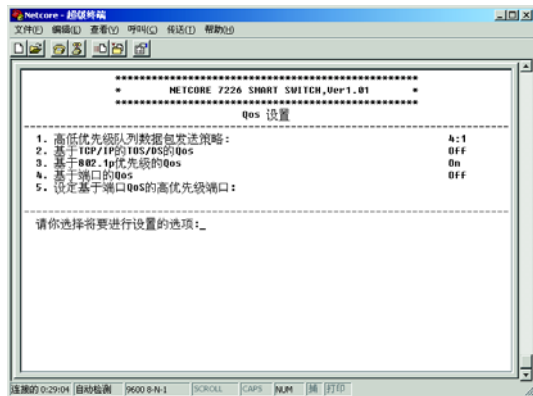 Netcore - 超级终端
文件(F) 编辑(E) 查看(V) 呼叫(C) 传送(T) 帮助(H)
**********************************************************
* NETCORE 7226 SMART SWITCH,Ver1.01 *
**********************************************************
Qos 设置
1. 高低优先级队列数据包发送策略: 4:1
2. 基于TCP/IP的TOS/DS的Qos Off
3. 基于802.1p优先级的Qos On
4. 基于端口的Qos Off
5. 设定基于端口QoS的高优先级端口:
请你选择将要进行设置的选项:_
连接的 0:29:04 自动检测 9600 8-N-1 SCROLL CAPS NUM 捕 打印